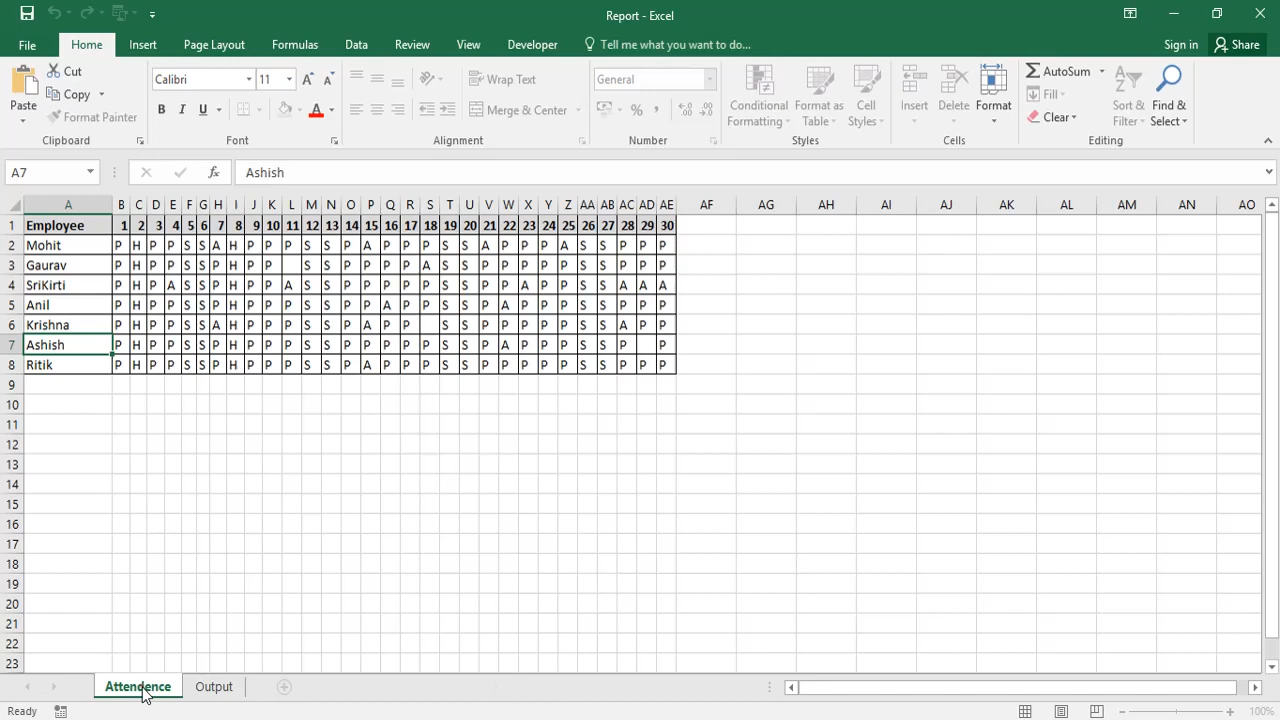 Report - Excel
File Home Insert Page Layout Formulas Data Review View Developer Tell me what you want to do... Sign in Share
Paste Cut Copy Format Painter Clipboard
Calibri 11 B I U A Font
Wrap Text Merge & Center Alignment
General % , Number
Conditional Formatting Format as Table Cell Styles Styles
Insert Delete Format Cells
AutoSum Fill Clear Sort & Filter Find & Select Editing
A7 fx Ashish
A B C D E F G H I J K L M N O P Q R S T U V W X Y Z AA AB AC AD AE AF AG AH AI AJ AK AL AM AN AO
1 Employee 1 2 3 4 5 6 7 8 9 10 11 12 13 14 15 16 17 18 19 20 21 22 23 24 25 26 27 28 29 30
2 Mohit P H P P S S A H P P P S S P A P P P S S A P P P A S S P P P
3 Gaurav P H P P S S P H P P S S P P P P A S S P P P P P S S P P P
4 SriKirti P H P A S S P H P P A S S P P P P P S S P P A P P S S A A A
5 Anil P H P P S S P H P P P S S P P A P P S S P A P P P S S P P P
6 Krishna P H P P S S A H P P P S S P A P P S S P P P P P S S A P P
7 Ashish P H P P S S P H P P P S S P P P P P S S P A P P P S S P P
8 Ritik P H P P S S P H P P P S S P A P P P S S P P P P P S S P P P
9
10
11
12
13
14
15
16
17
18
19
20
21
22
23
Attendence Output
Ready 100%